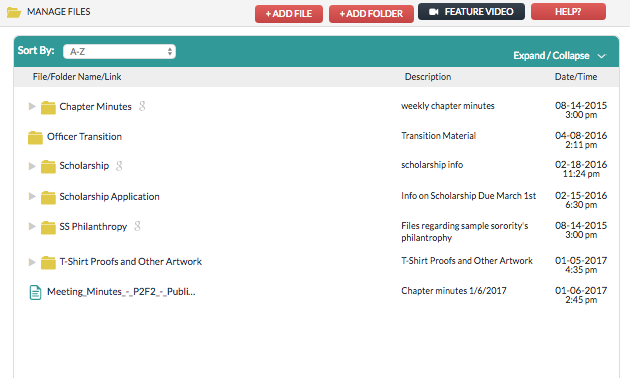 MANAGE FILES
+ ADD FILE
+ ADD FOLDER
FEATURE VIDEO
HELP?
Sort By:
A-Z
Expand / Collapse
File/Folder Name/Link
Description
Date/Time
Chapter Minutes
weekly chapter minutes
08-14-2015
3:00 pm
Officer Transition
Transition Material
04-08-2016
2:11 pm
Scholarship
scholarship info
02-18-2016
11:24 pm
Scholarship Application
Info on Scholarship Due March 1st
02-15-2016
6:30 pm
SS Philanthropy
Files regarding sample sorority's
philantrophy
08-14-2015
3:00 pm
T-Shirt Proofs and Other Artwork
T-Shirt Proofs and Other Artwork
01-05-2017
4:35 pm
Meeting_Minutes_-_P2F2_-_Publi...
Chapter minutes 1/6/2017
01-06-2017
2:45 pm